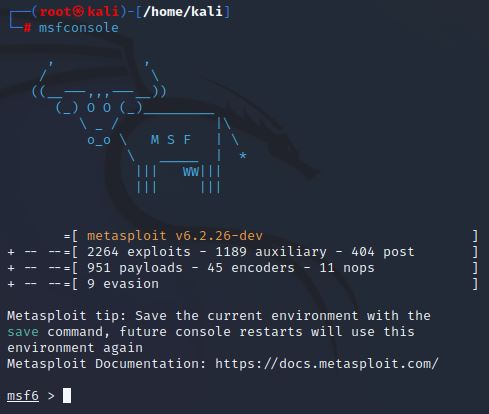 ┌──(root㉿kali)-[/home/kali]
└─# msfconsole
     ,           ,
    /             \
   ((__---,,,---__))
      (_) O O (_)_________
         \ _ /            |\
          o_o \   M S F   | \
               \   _____  |  *
                |||   WW|||
                |||     |||
       =[ metasploit v6.2.26-dev                          ]
+ -- --=[ 2264 exploits - 1189 auxiliary - 404 post       ]
+ -- --=[ 951 payloads - 45 encoders - 11 nops            ]
+ -- --=[ 9 evasion                                       ]
Metasploit tip: Save the current environment with the
save command, future console restarts will use this
environment again
Metasploit Documentation: https://docs.metasploit.com/
msf6 >